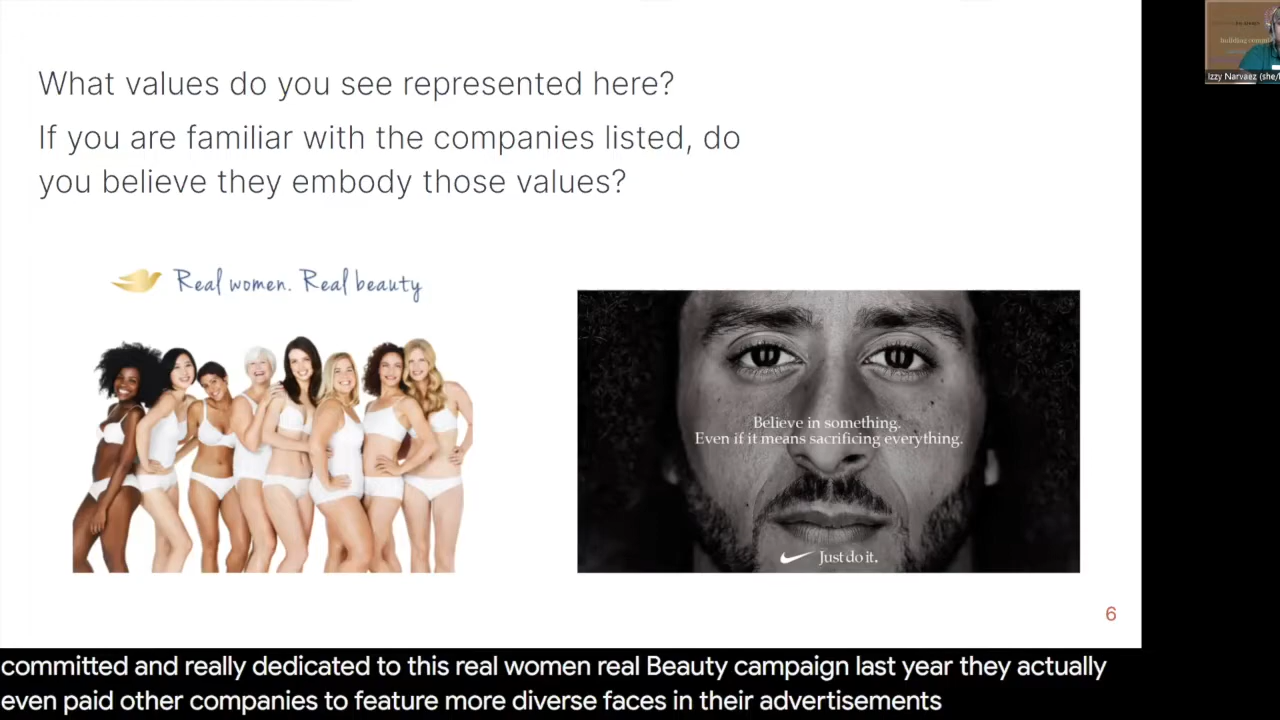 What values do you see represented here?
If you are familiar with the companies listed, do
you believe they embody those values?
Real women. Real beauty
Believe in something.
Even if it means sacrificing everything.
Just do it.
6
committed and really dedicated to this real women real Beauty campaign last year they actually
even paid other companies to feature more diverse faces in their advertisements
Izzy Narvaez (she/